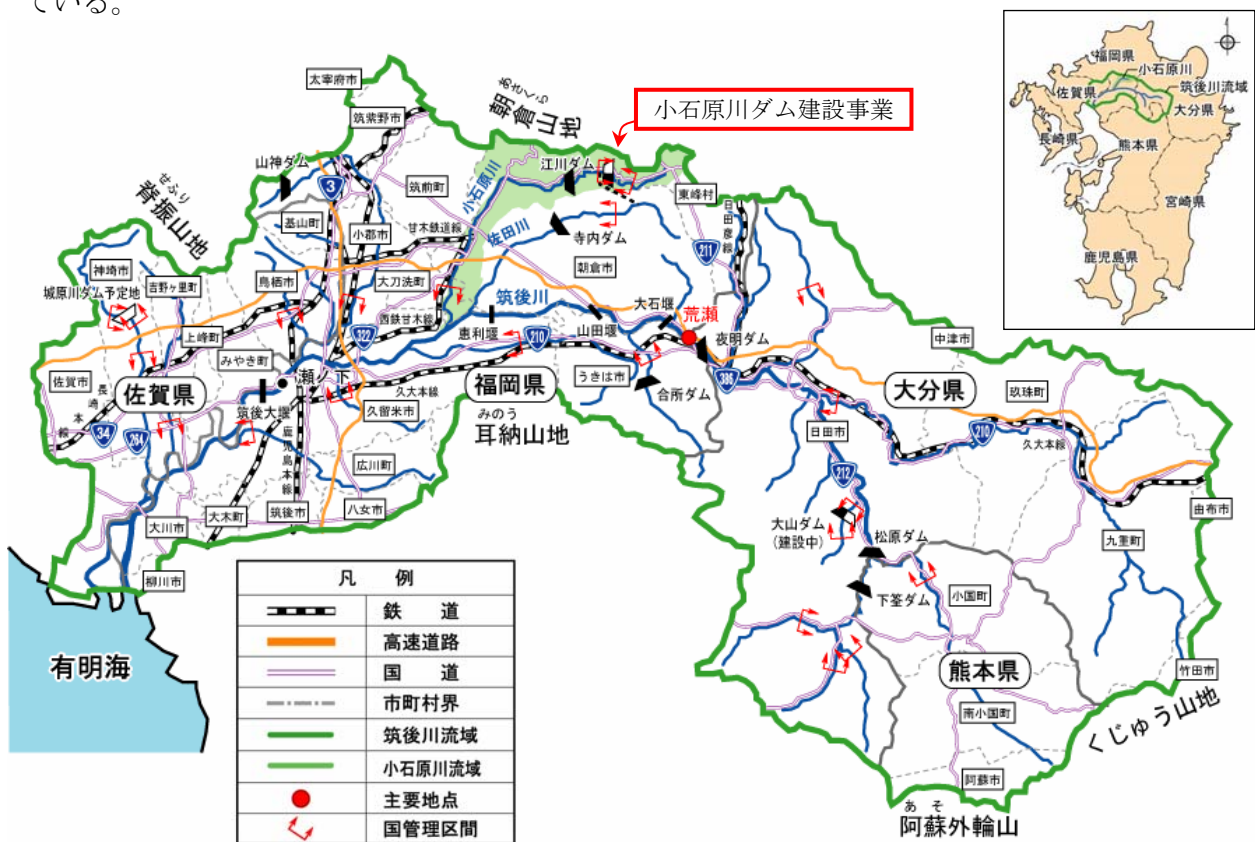 ている。
福岡県
小石原川
佐賀県
筑後川流域
大分県
長崎県
熊本県
宮崎県
鹿児島県
小石原川ダム建設事業
太宰府市
あさくら
朝倉山地
筑紫野市
山神ダム
3
筑前町
小石原川
江川ダム
東峰村
せふり
脊振山地
基山町
小郡市
甘木鉄道線
佐田川
寺内ダム
日田彦線
211
神埼市
吉野ヶ里町
城原川ダム予定地
鳥栖市
大刀洗町
朝倉市
筑後川
大石堰
荒瀬
上峰町
322
西鉄甘木線
恵利堰
山田堰
夜明ダム
中津市
みやき町
瀬ノ下
210
うきは市
386
大分県
玖珠町
佐賀市
佐賀県
長崎本線
筑後大堰
久大本線
福岡県
合所ダム
久留米市
みのう
耳納山地
日田市
210
久大本線
34
264
鹿児島本線
広川町
212
大川市
大木町
筑後市
八女市
大山ダム
(建設中)
松原ダム
九重町
由布市
柳川市
下筌ダム
小国町
凡 例
鉄 道
高速道路
国 道
市町村界
筑後川流域
小石原川流域
主要地点
国管理区間
有明海
熊本県
竹田市
南小国町
くじゅう山地
阿蘇市
あ そ
阿蘇外輪山